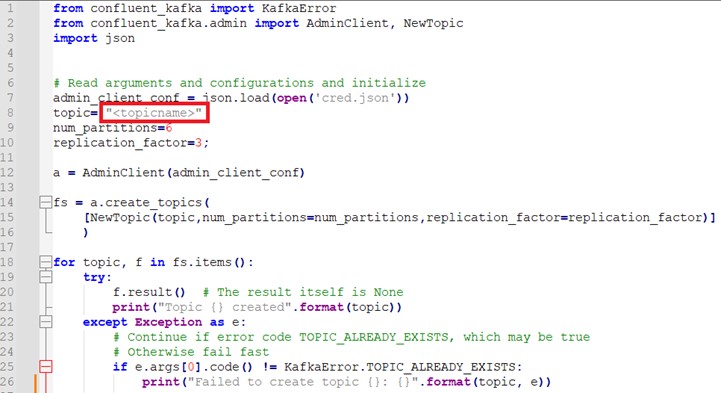 1 from confluent_kafka import KafkaError
2 from confluent_kafka.admin import AdminClient, NewTopic
3 import json
4
5
6 # Read arguments and configurations and initialize
7 admin_client_conf = json.load(open('cred.json'))
8 topic= "<topicname>"
9 num_partitions=6
10 replication_factor=3;
11
12 a = AdminClient(admin_client_conf)
13
14 fs = a.create_topics(
15 [NewTopic(topic,num_partitions=num_partitions,replication_factor=replication_factor)]
16 )
17
18 for topic, f in fs.items():
19 try:
20 f.result() # The result itself is None
21 print("Topic {} created".format(topic))
22 except Exception as e:
23 # Continue if error code TOPIC_ALREADY_EXISTS, which may be true
24 # Otherwise fail fast
25 if e.args[0].code() != KafkaError.TOPIC_ALREADY_EXISTS:
26 print("Failed to create topic {}: {}".format(topic, e))